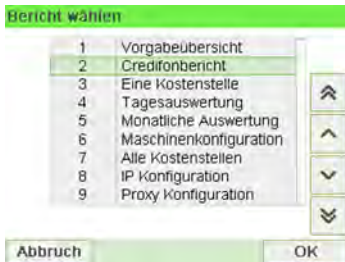 Bericht wählen
1 Vorgabeübersicht
2 Credifonbericht
3 Eine Kostenstelle
4 Tagesauswertung
5 Monatliche Auswertung
6 Maschinenkonfiguration
7 Alle Kostenstellen
8 IP Konfiguration
9 Proxy Konfiguration
Abbruch OK